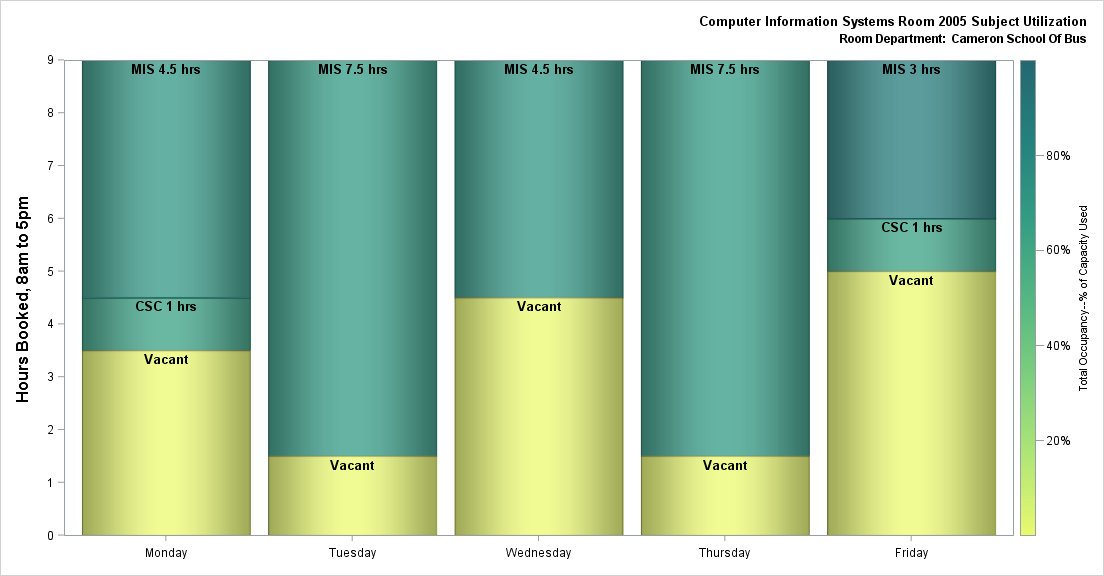 Computer Information Systems Room 2005 Subject Utilization
Room Department: Cameron School Of Bus
Hours Booked, 8am to 5pm
9
8
7
6
5
4
3
2
1
0
MIS 4.5 hrs
CSC 1 hrs
Vacant
MIS 7.5 hrs
Vacant
MIS 4.5 hrs
Vacant
MIS 7.5 hrs
Vacant
MIS 3 hrs
CSC 1 hrs
Vacant
Monday
Tuesday
Wednesday
Thursday
Friday
80%
60%
40%
20%
Total Occupancy--% of Capacity Used